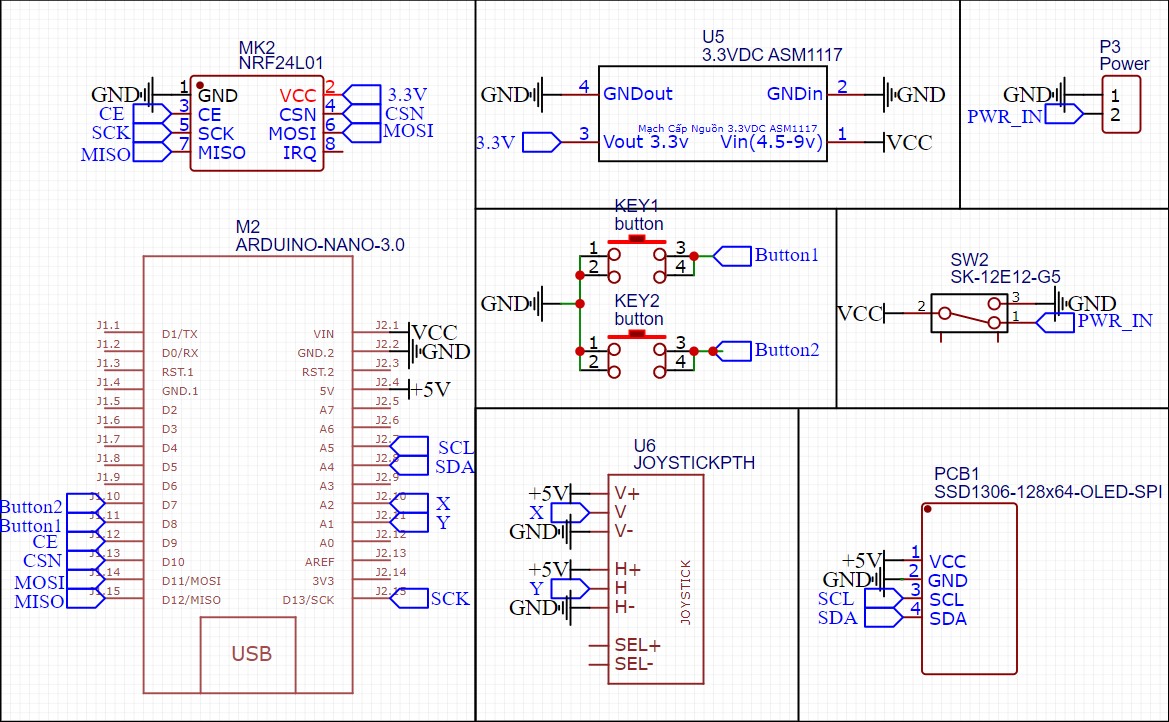 MK2
NRF24L01
GND
1
GND
VCC
2
3.3V
CE
3
CE
CSN
4
CSN
SCK
5
SCK
MOSI
6
MOSI
MISO
7
MISO
IRQ
8
U5
3.3VDC ASM1117
GND
4
GNDout
GNDin
2
GND
Mạch Cấp Nguồn 3.3VDC ASM1117
3.3V
3
Vout 3.3v
Vin(4.5-9v)
1
VCC
P3
Power
GND
1
PWR_IN
2
KEY1
button
1
3
Button1
2
4
GND
KEY2
button
1
3
Button2
2
4
SW2
SK-12E12-G5
VCC
2
3
GND
1
PWR_IN
M2
ARDUINO-NANO-3.0
J1.1
D1/TX
VIN
J2.1
VCC
J1.2
D0/RX
GND.2
J2.2
GND
J1.3
RST.1
RST.2
J2.3
J1.4
GND.1
5V
J2.4
+5V
J1.5
D2
A7
J2.5
J1.6
D3
A6
J2.6
J1.7
D4
A5
J2.7
SCL
J1.8
D5
A4
J2.8
SDA
J1.9
D6
A3
J2.9
Button2
J1.10
D7
A2
J2.10
X
Button1
J1.11
D8
A1
J2.11
Y
CE
J1.12
D9
A0
J2.12
CSN
J1.13
D10
AREF
J2.13
MOSI
J1.14
D11/MOSI
3V3
J2.14
MISO
J1.15
D12/MISO
D13/SCK
J2.15
SCK
USB
U6
JOYSTICKPTH
+5V
V+
X
V
GND
V-
+5V
H+
Y
H
GND
H-
SEL+
SEL-
JOYSTICK
PCB1
SSD1306-128x64-OLED-SPI
+5V
1
VCC
GND
2
GND
SCL
3
SCL
SDA
4
SDA